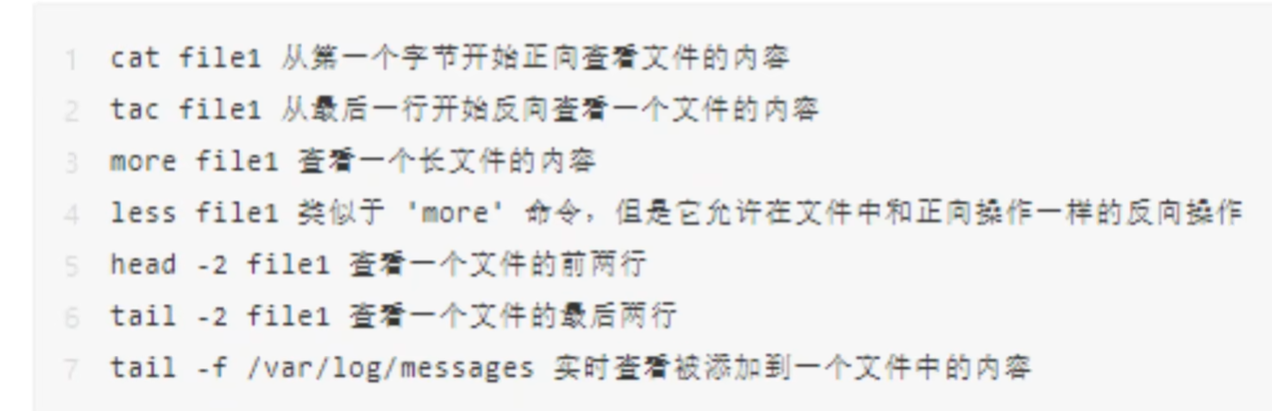 1 cat file1 从第一个字节开始正向查看文件的内容
2 tac file1 从最后一行开始反向查看一个文件的内容
3 more file1 查看一个长文件的内容
4 less file1 类似于 'more' 命令，但是它允许在文件中和正向操作一样的反向操作
5 head -2 file1 查看一个文件的前两行
6 tail -2 file1 查看一个文件的最后两行
7 tail -f /var/log/messages 实时查看被添加到一个文件中的内容